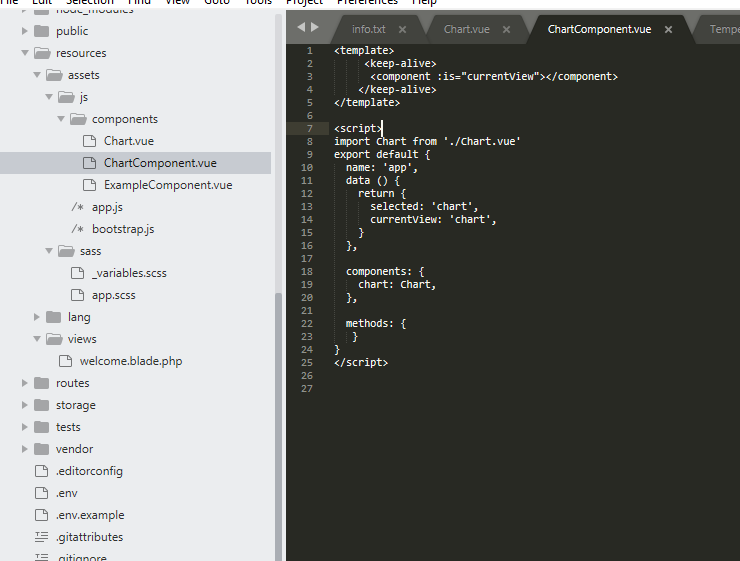 File Edit Selection Find View Goto Tools Project Preferences Help
node_modules
public
resources
assets
js
components
Chart.vue
ChartComponent.vue
ExampleComponent.vue
/* app.js
/* bootstrap.js
sass
_variables.scss
app.scss
lang
views
welcome.blade.php
routes
storage
tests
vendor
.editorconfig
.env
.env.example
.gitattributes
.gitignore
info.txt × Chart.vue × ChartComponent.vue ×
1 <template>
2 <keep-alive>
3 <component :is="currentView"></component>
4 </keep-alive>
5 </template>
6
7 <script>
8 import Chart from './Chart.vue'
9 export default {
10 name: 'app',
11 data () {
12 return {
13 selected: 'chart',
14 currentView: 'chart',
15 }
16 },
17
18 components: {
19 chart: Chart,
20 },
21
22 methods: {
23 }
24 }
25 </script>
26
27